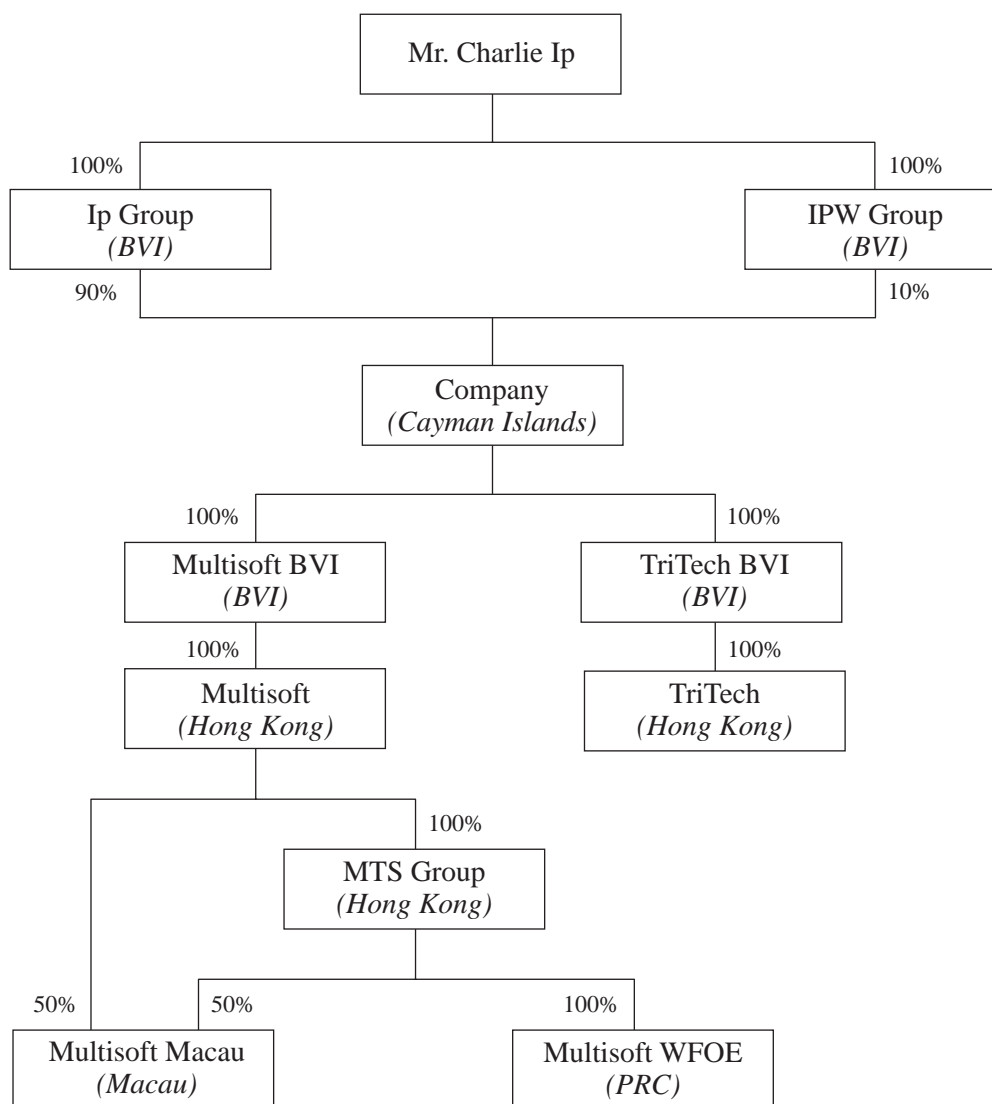 Mr. Charlie Ip
100%
100%
Ip Group
(BVI)
IPW Group
(BVI)
90%
10%
Company
(Cayman Islands)
100%
100%
Multisoft BVI
(BVI)
TriTech BVI
(BVI)
100%
100%
Multisoft
(Hong Kong)
TriTech
(Hong Kong)
100%
MTS Group
(Hong Kong)
50%
50%
100%
Multisoft Macau
(Macau)
Multisoft WFOE
(PRC)